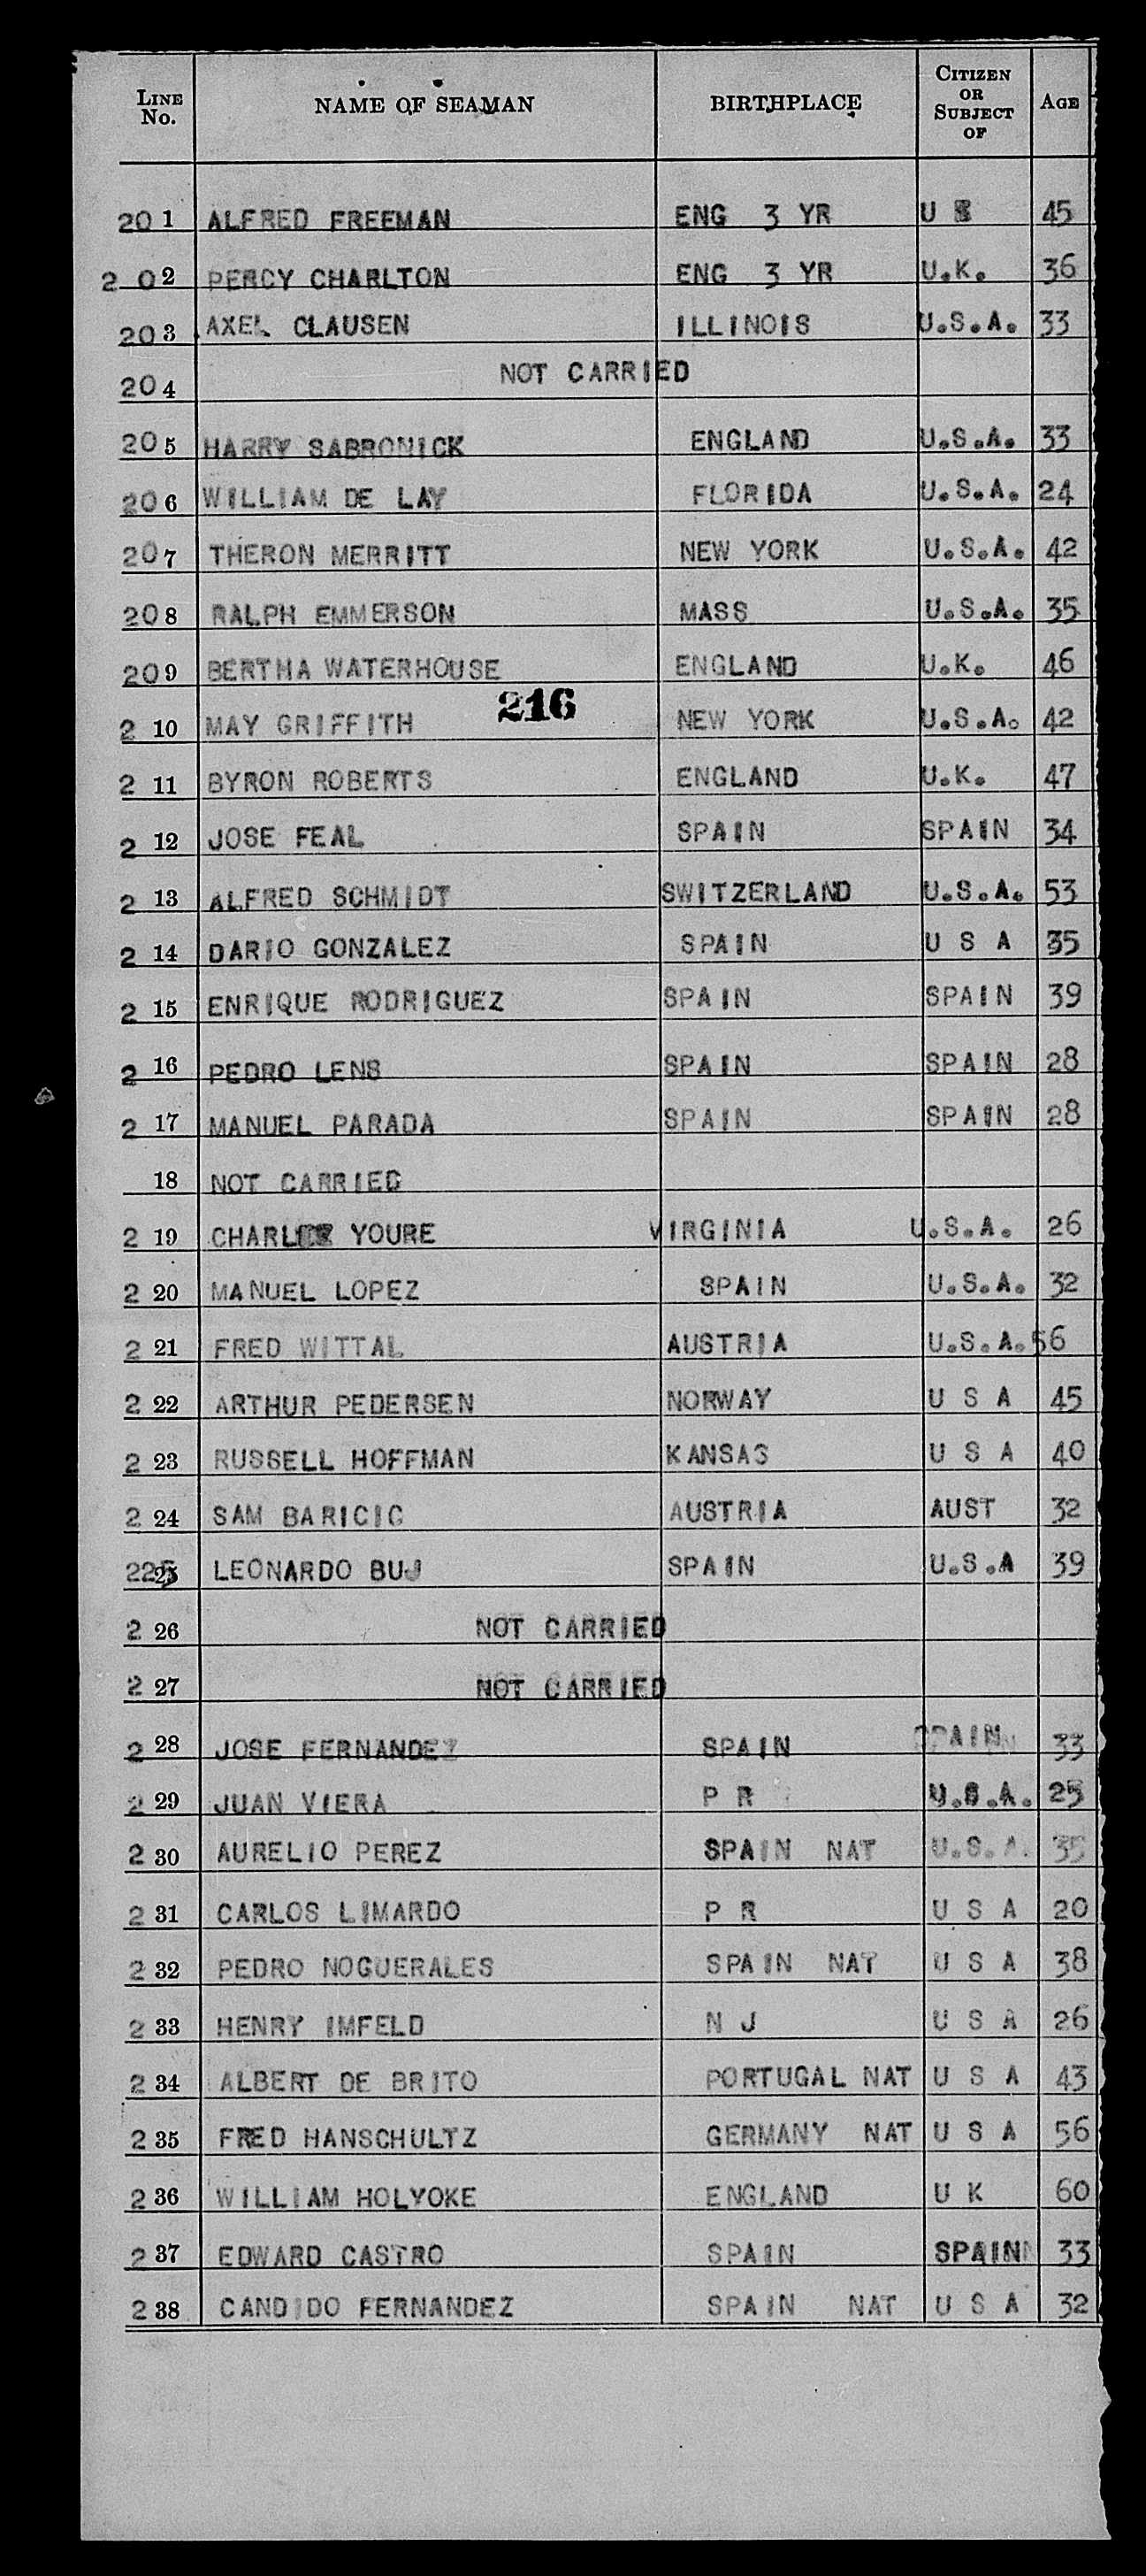 LINE No. NAME OF SEAMAN BIRTHPLACE CITIZEN OR SUBJECT OF AGE
201 ALFRED FREEMAN ENG 3 YR U 45
202 PERCY CHARLTON ENG 3 YR U.K. 36
203 AXEL CLAUSEN ILLINOIS U.S.A. 33
204 NOT CARRIED
205 HARRY SABRONICK ENGLAND U.S.A. 33
206 WILLIAM DE LAY FLORIDA U.S.A. 24
207 THERON MERRITT NEW YORK U.S.A. 42
208 RALPH EMMERSON MASS U.S.A. 35
209 BERTHA WATERHOUSE ENGLAND U.K. 46
216
2 10 MAY GRIFFITH NEW YORK U.S.A. 42
2 11 BYRON ROBERTS ENGLAND U.K. 47
2 12 JOSE FEAL SPAIN SPAIN 34
2 13 ALFRED SCHMIDT SWITZERLAND U.S.A. 53
2 14 DARIO GONZALEZ SPAIN U S A 35
2 15 ENRIQUE RODRIGUEZ SPAIN SPAIN 39
2 16 PEDRO LENS SPAIN SPAIN 28
2 17 MANUEL PARADA SPAIN SPAIN 28
18 NOT CARRIED
2 19 YOURE VIRGINIA U.S.A. 26
2 20 MANUEL LOPEZ SPAIN U.S.A. 32
2 21 FRED WITTAL AUSTRIA U.S.A. 56
2 22 ARTHUR PEDERSEN NORWAY U S A 45
2 23 RUSSELL HOFFMAN KANSAS U S A 40
2 24 SAM BARICIC AUSTRIA AUST 32
225 LEONARDO BUJ SPAIN U.S.A 39
2 26 NOT CARRIED
2 27 NOT CARRIED
2 28 JOSE FERNANDEZ SPAIN SPAIN 33
2 29 JUAN VIERA P R U.S.A. 25
2 30 AURELIO PEREZ SPAIN NAT U.S.A. 35
2 31 CARLOS LIMARDO P R U S A 20
2 32 PEDRO NOGUERALES SPAIN NAT U S A 38
2 33 HENRY IMFELD N J U S A 26
2 34 ALBERT DE BRITO PORTUGAL NAT U S A 43
2 35 FRED HANSCHULTZ GERMANY NAT U S A 56
2 36 WILLIAM HOLYOKE ENGLAND U K 60
2 37 EDWARD CASTRO SPAIN SPAIN 33
2 38 CANDIDO FERNANDEZ SPAIN NAT U S A 32